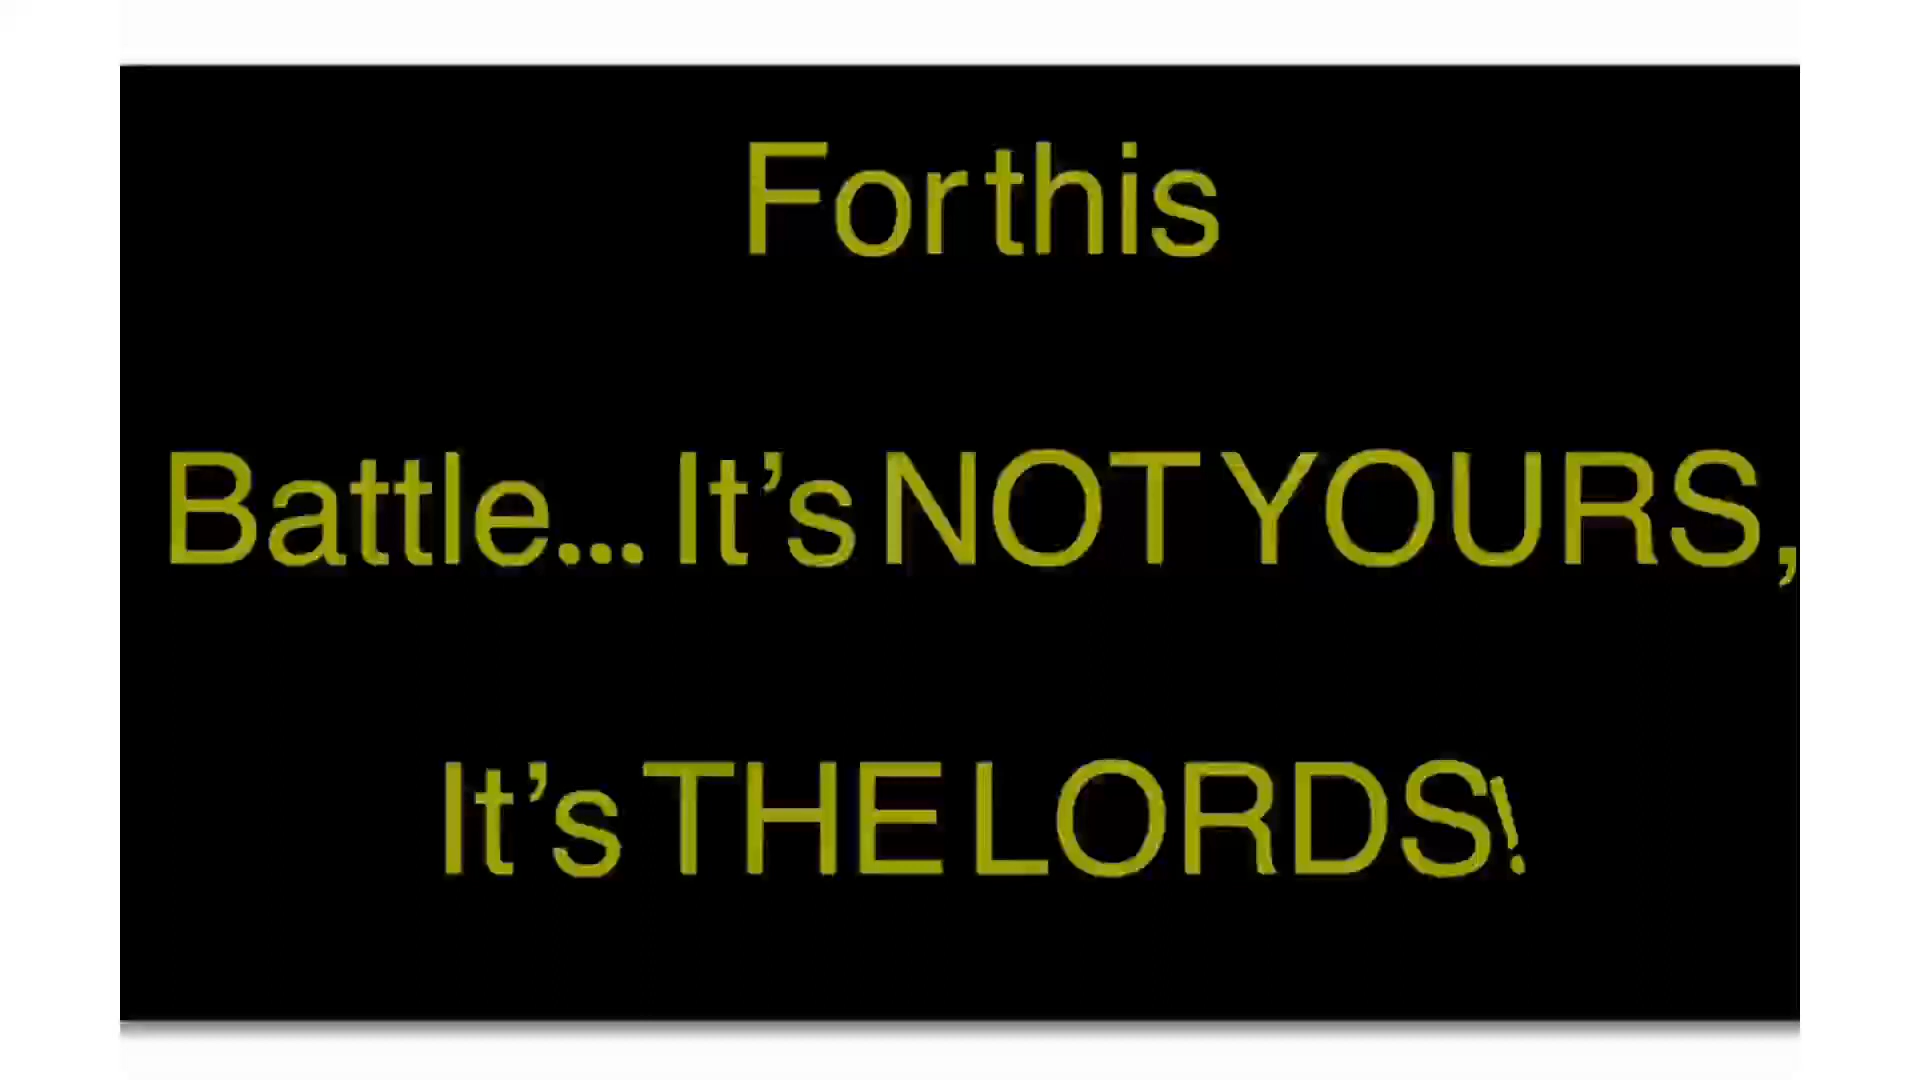 For this
Battle... It’s NOT YOURS,
It’s THE LORDS!